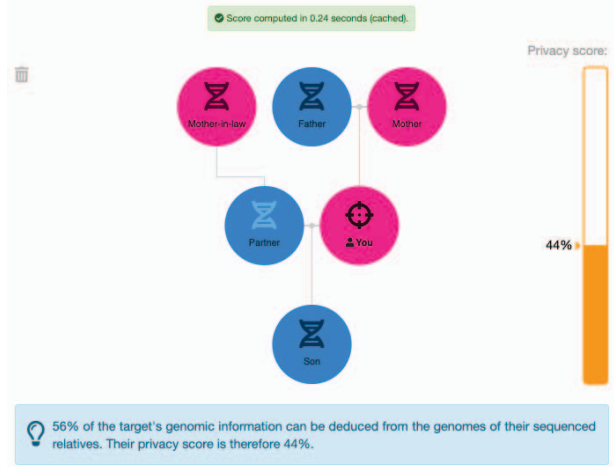 Score computed in 0.24 seconds (cached).
Privacy score:
Mother-in-law
Father
Mother
Partner
You
44%
Son
56% of the target's genomic information can be deduced from the genomes of their sequenced
relatives. Their privacy score is therefore 44%.